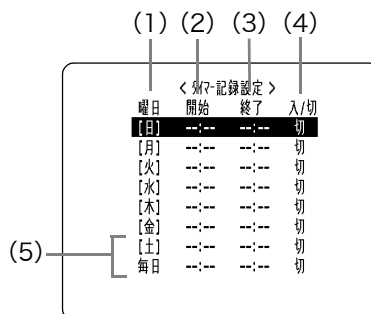 (1) (2) (3) (4)
< ﾀｲﾏｰ記録設定 >
曜日 開始 終了 入/切
[日] --:-- --:-- 切
[月] --:-- --:-- 切
[火] --:-- --:-- 切
[水] --:-- --:-- 切
[木] --:-- --:-- 切
[金] --:-- --:-- 切
(5) [土] --:-- --:-- 切
毎日 --:-- --:-- 切